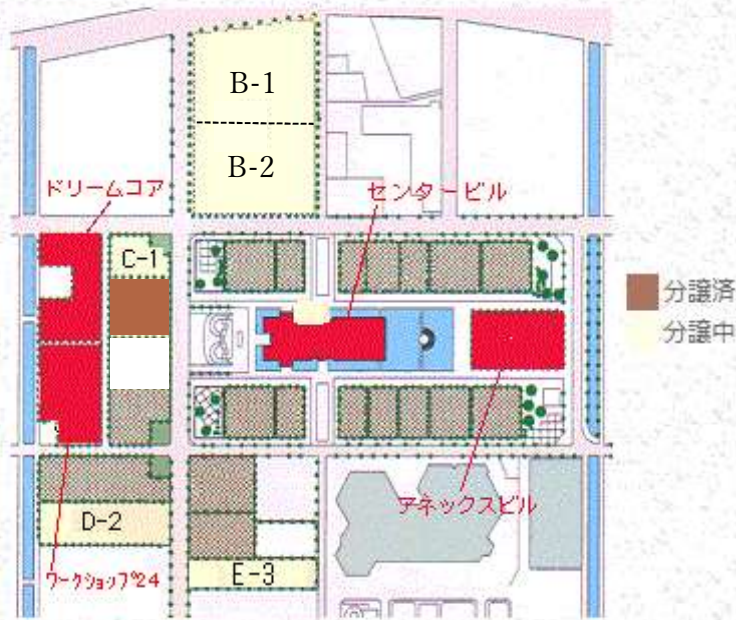 B-1
B-2
ドリームコア
センタービル
C-1
分譲済
分譲中
アネックスビル
D-2
E-3
ワークショップ24